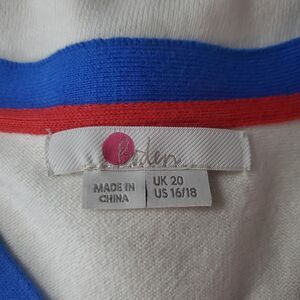 Boden
MADE IN
CHINA
UK 20
US 16/18